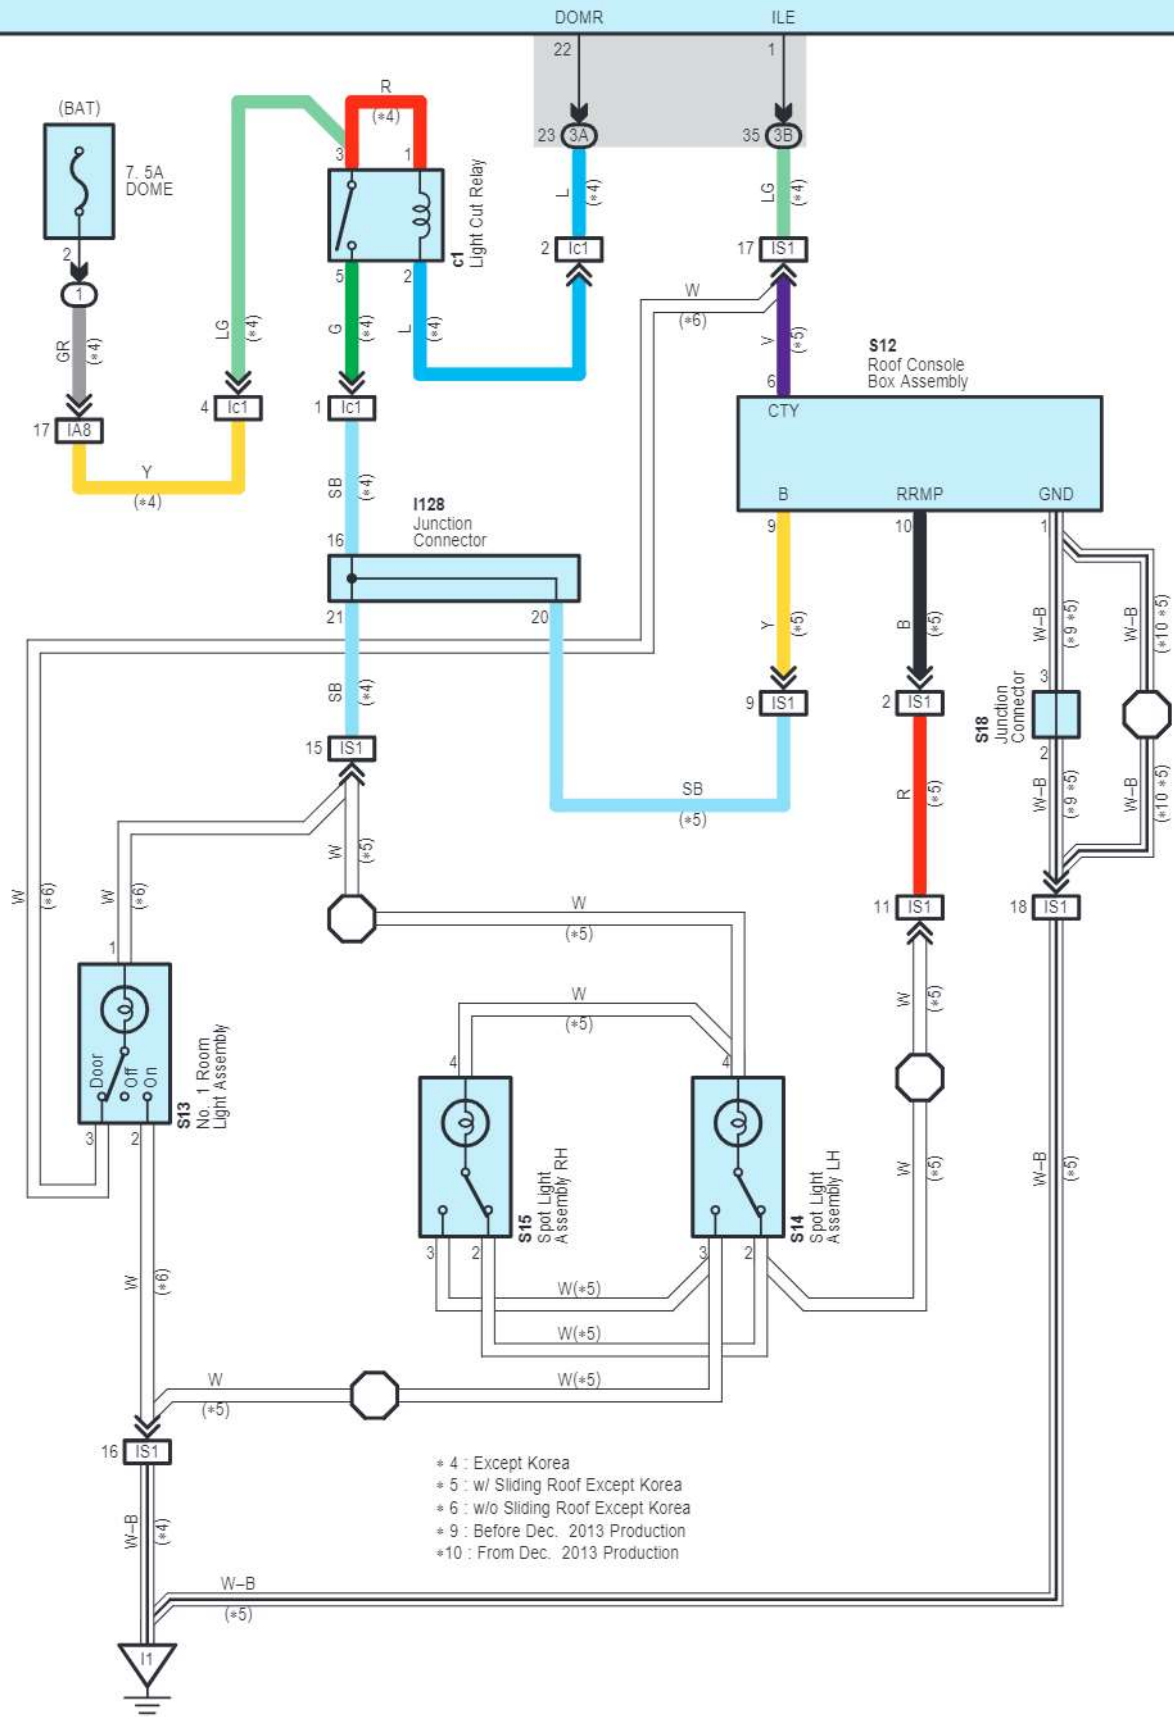 DOMR
ILE
22
1
23 3A
35 3B
(BAT)
7. 5A
DOME
2
1
GR
(*4)
17 IA8
Y
(*4)
LG
(*4)
4 Ic1
R
(*4)
3
1
5
2
c1
Light Cut Relay
G
(*4)
L
(*4)
1 Ic1
L
(*4)
2 Ic1
LG
(*4)
17 IS1
W
(*6)
V
(*5)
6
S12
Roof Console
Box Assembly
CTY
B
RRMP
GND
9
10
1
SB
(*4)
16
I128
Junction
Connector
21
20
SB
(*4)
15 IS1
Y
(*5)
9 IS1
SB
(*5)
B
(*5)
2 IS1
R
(*5)
11 IS1
W-B
(*9 *5)
W-B
(*10 *5)
3
S18
Junction
Connector
2
W-B
(*9 *5)
W-B
(*10 *5)
18 IS1
W
(*5)
W
(*6)
W
(*6)
W
(*5)
W
(*5)
1
Door
Off
On
3
2
S13
No. 1 Room
Light Assembly
4
3
2
S15
Spot Light
Assembly RH
4
3
2
S14
Spot Light
Assembly LH
W
(*5)
W
(*5)
W-B
(*5)
W(*5)
W(*5)
W(*5)
W
(*6)
W
(*5)
16 IS1
W-B
(*4)
W-B
(*5)
I1
* 4 : Except Korea
* 5 : w/ Sliding Roof Except Korea
* 6 : w/o Sliding Roof Except Korea
* 9 : Before Dec. 2013 Production
*10 : From Dec. 2013 Production